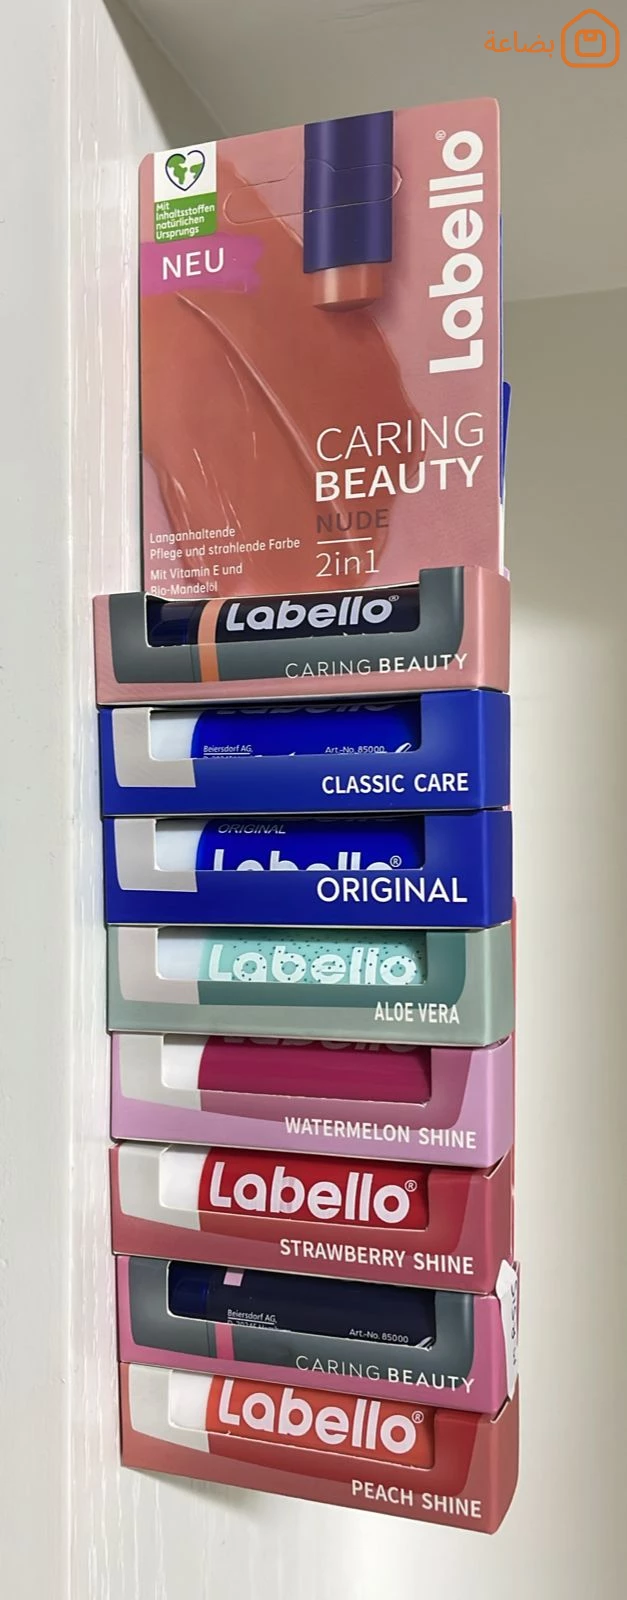 بضاعة
Labello®
Mit
Inhaltsstoffen
natürlichen
Ursprungs
NEU
CARING
BEAUTY
NUDE
2in1
Langanhaltende
Pflege und strahlende Farbe
Mit Vitamin E und
Bio-Mandelöl
Labello®
CARING BEAUTY
Labello
Beiersdorf AG,
Art.-No. 85000
CLASSIC CARE
ORIGINAL
Labello®
ORIGINAL
Labello
ALOE VERA
Labello
WATERMELON SHINE
Labello®
STRAWBERRY SHINE
Beiersdorf AG,
Art.-No. 85000
CARING BEAUTY
Labello®
PEACH SHINE